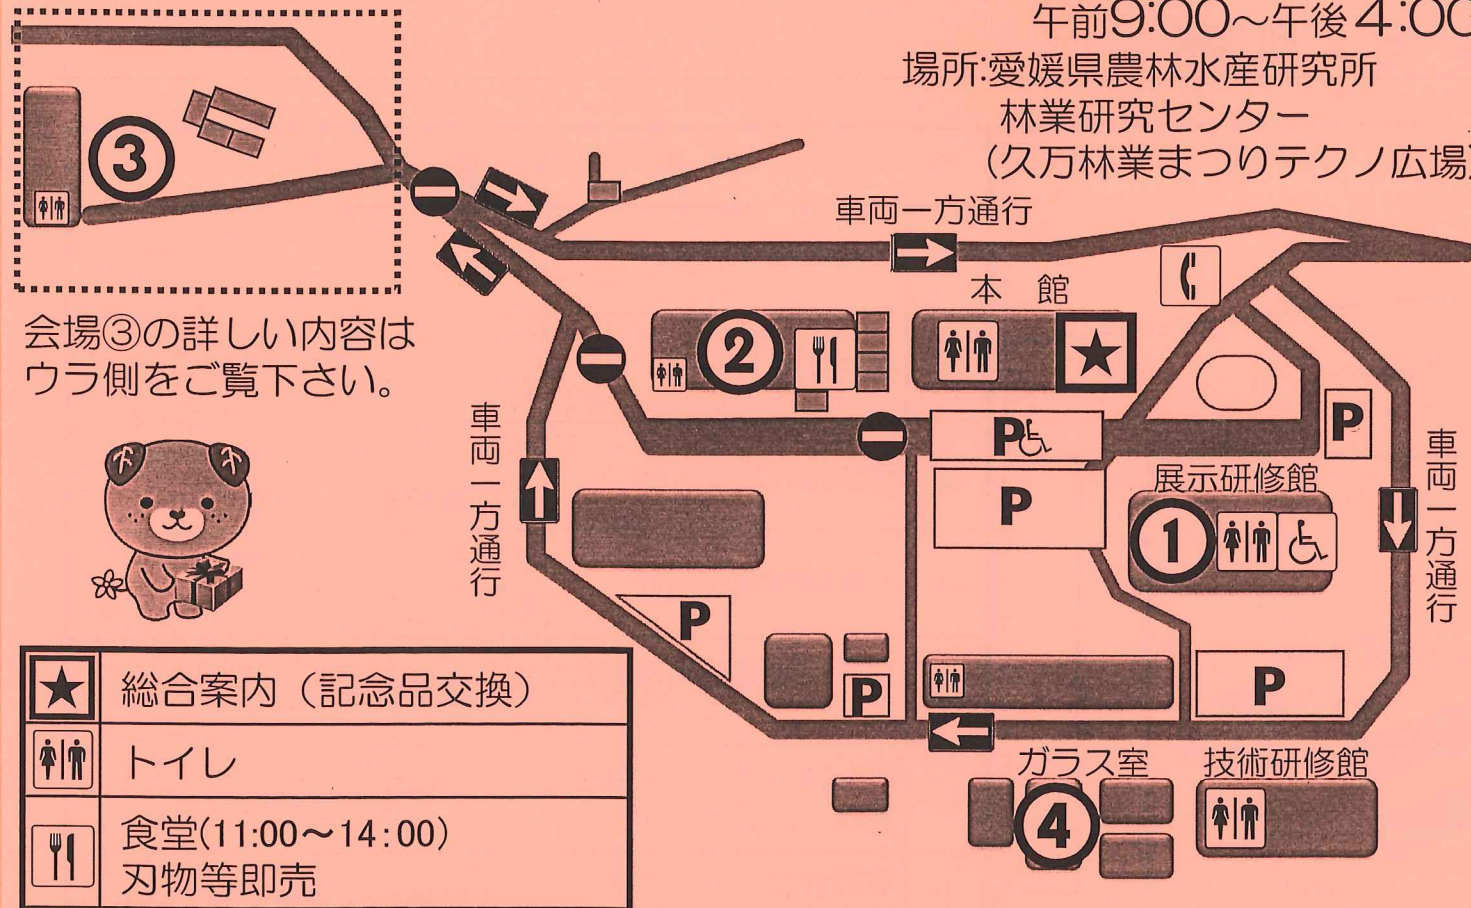 午前9:00～午後4:00
場所:愛媛県農林水産研究所
林業研究センター
(久万林業まつりテクノ広場)
③
車両一方通行
本 館
会場③の詳しい内容は
ウラ側をご覧下さい。
②
★
P
P
P
展示研修館
①
車両一方通行
車両一方通行
P
P
P
ガラス室
技術研修館
④
★ 総合案内（記念品交換）
トイレ
食堂(11:00～14:00)
刃物等即売